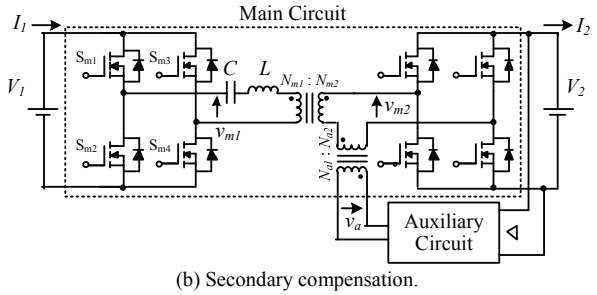 Main Circuit
I1
I2
Sm1
Sm3
C
L
Nm1 : Nm2
V1
V2
vm1
vm2
Sm2
Sm4
Na1 : Na2
va
Auxiliary
Circuit
(b) Secondary compensation.